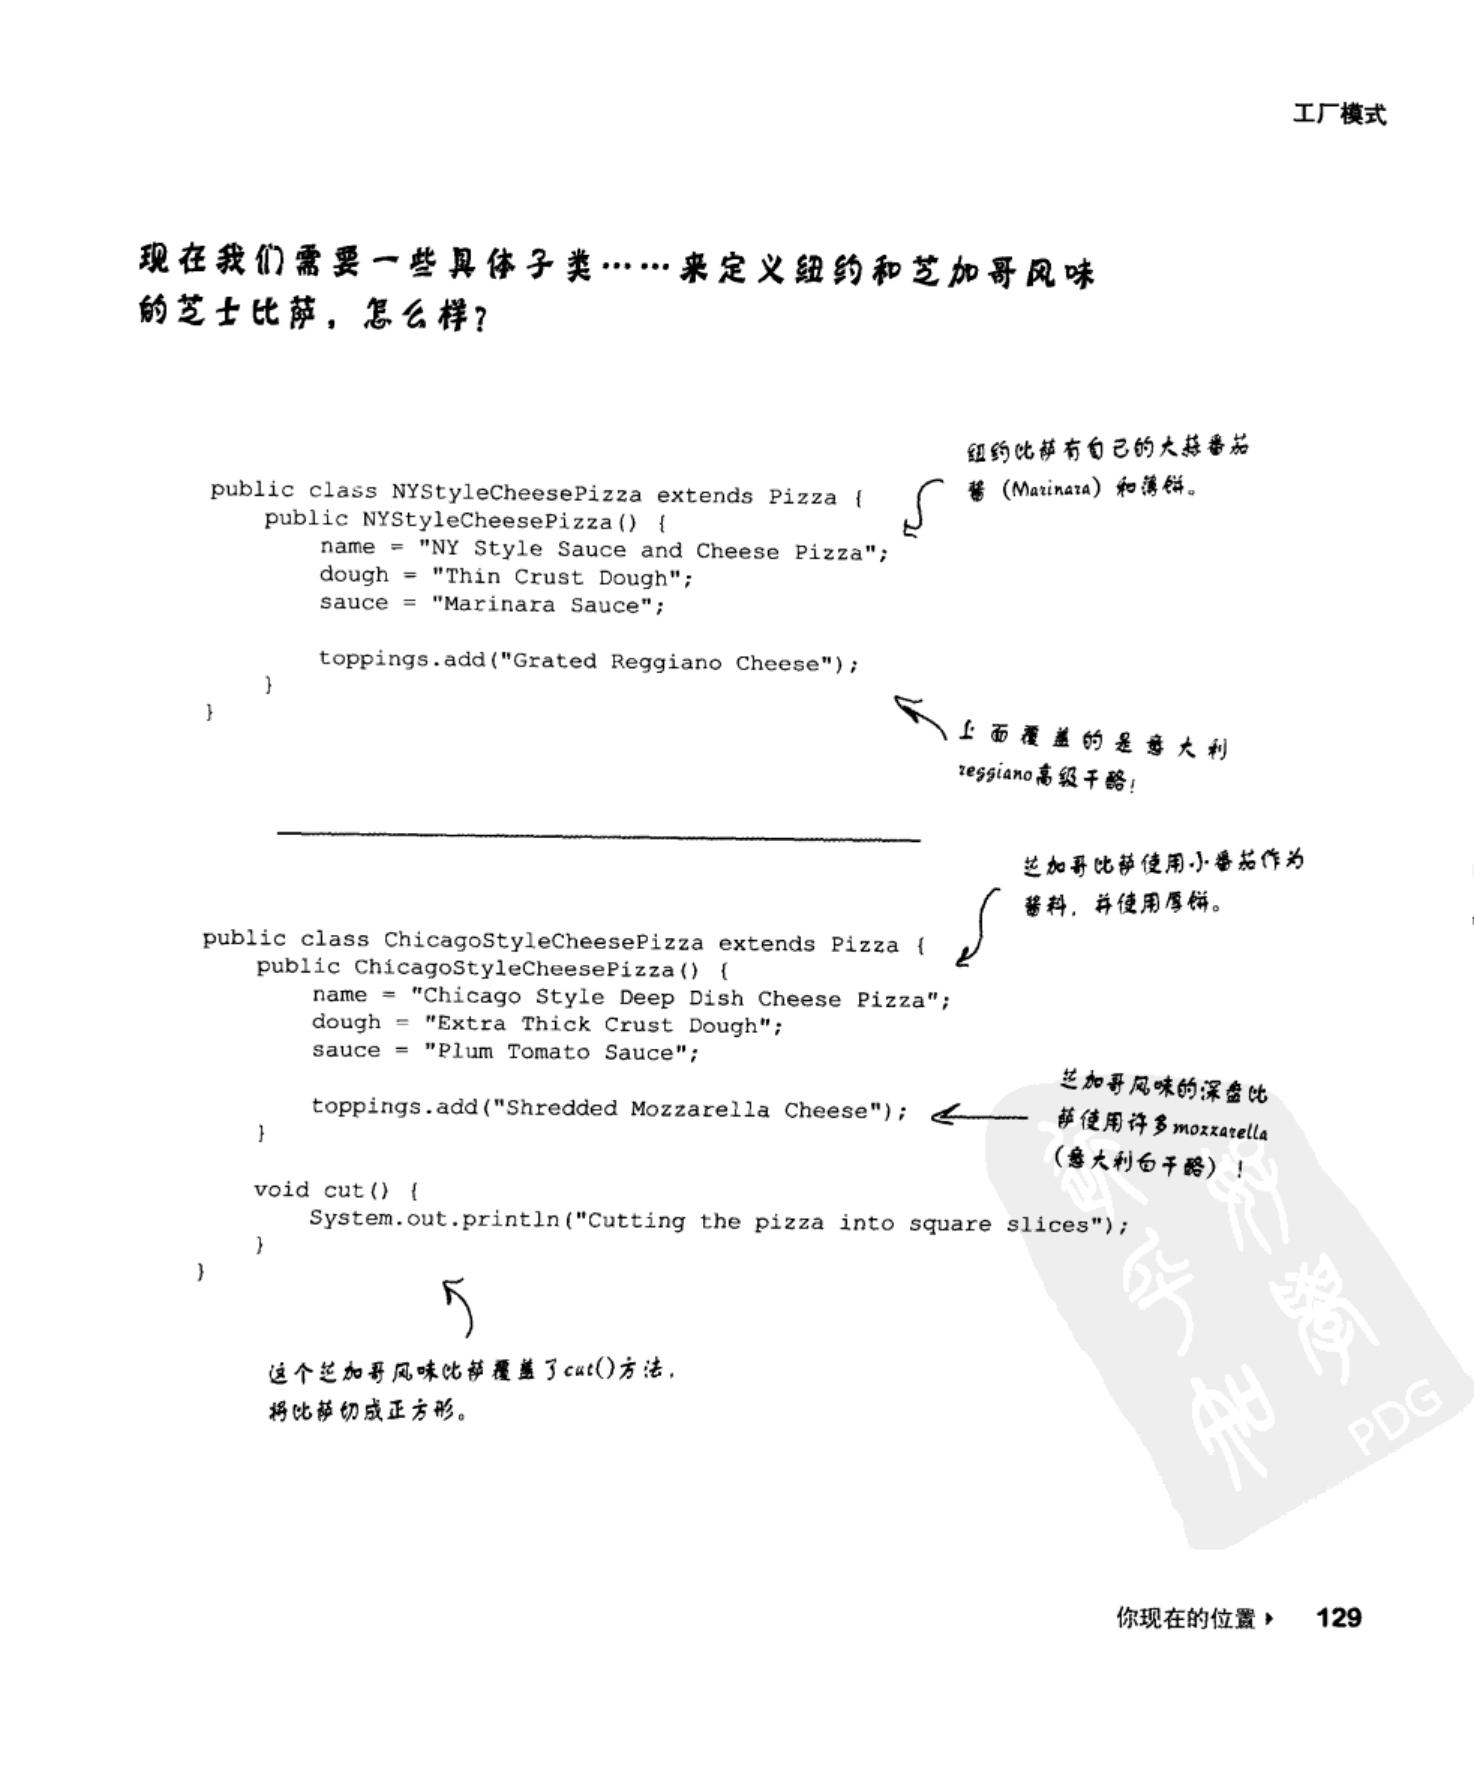 工厂模式
现在我们需要一些具体子类……来定义纽约和芝加哥风味
的芝士比萨，怎么样？
纽约比萨有自己的大蒜番茄
酱（Marinara）和薄饼。
public class NYStyleCheesePizza extends Pizza {
    public NYStyleCheesePizza() {
        name = "NY Style Sauce and Cheese Pizza";
        dough = "Thin Crust Dough";
        sauce = "Marinara Sauce";
        toppings.add("Grated Reggiano Cheese");
    }
}
上面覆盖的是意大利
reggiano高级干酪！
芝加哥比萨使用小番茄作为
酱料，并使用厚饼。
public class ChicagoStyleCheesePizza extends Pizza {
    public ChicagoStyleCheesePizza() {
        name = "Chicago Style Deep Dish Cheese Pizza";
        dough = "Extra Thick Crust Dough";
        sauce = "Plum Tomato Sauce";
        toppings.add("Shredded Mozzarella Cheese");
    }
芝加哥风味的深盘比
萨使用许多mozzarella
（意大利白干酪）！
    void cut() {
        System.out.println("Cutting the pizza into square slices");
    }
}
这个芝加哥风味比萨覆盖了cut()方法，
将比萨切成正方形。
PDG
你现在的位置 129